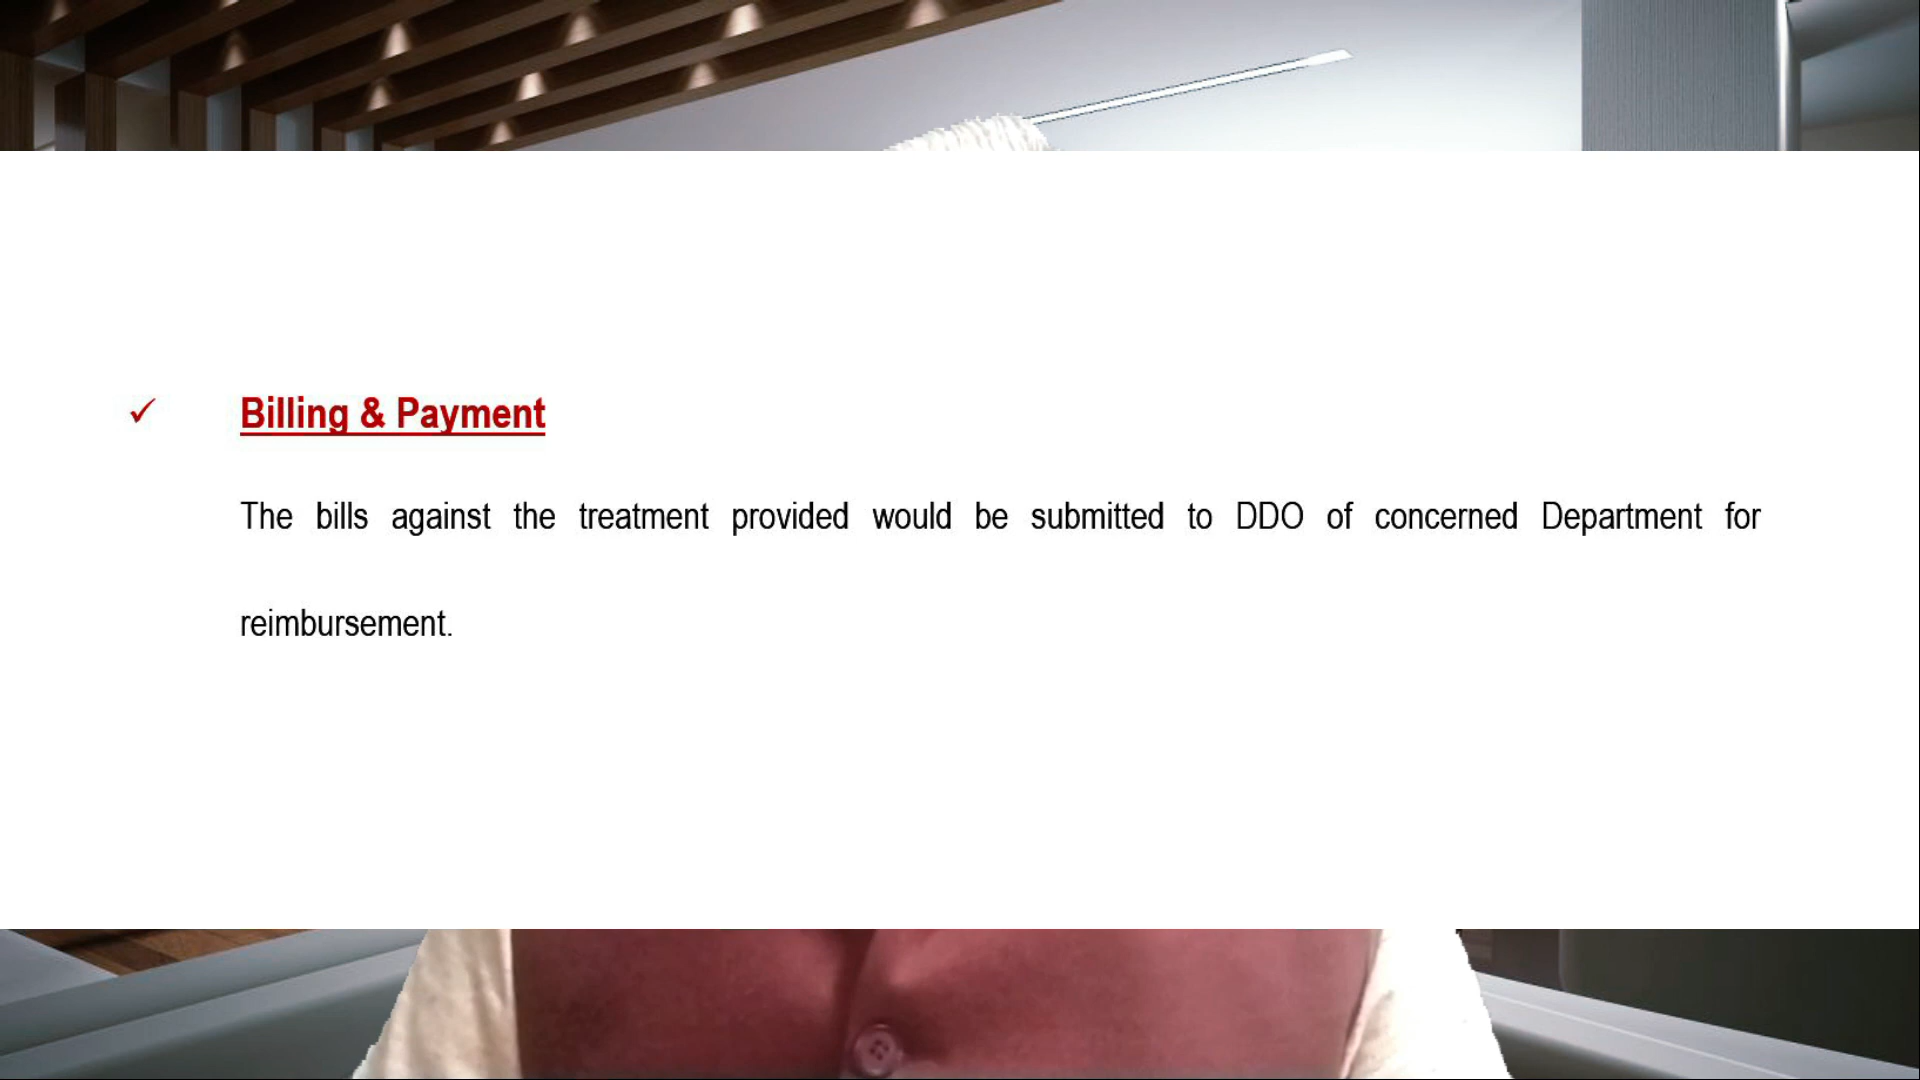 ✓ Billing & Payment
The bills against the treatment provided would be submitted to DDO of concerned Department for
reimbursement.